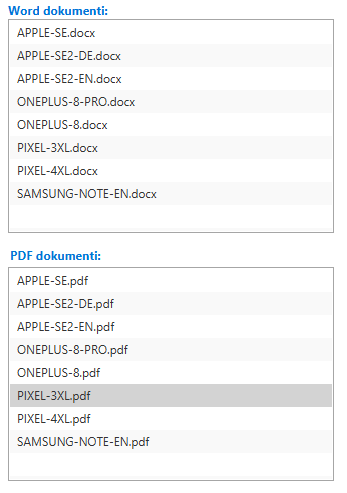 Word dokumenti:
APPLE-SE.docx
APPLE-SE2-DE.docx
APPLE-SE2-EN.docx
ONEPLUS-8-PRO.docx
ONEPLUS-8.docx
PIXEL-3XL.docx
PIXEL-4XL.docx
SAMSUNG-NOTE-EN.docx
PDF dokumenti:
APPLE-SE.pdf
APPLE-SE2-DE.pdf
APPLE-SE2-EN.pdf
ONEPLUS-8-PRO.pdf
ONEPLUS-8.pdf
PIXEL-3XL.pdf
PIXEL-4XL.pdf
SAMSUNG-NOTE-EN.pdf